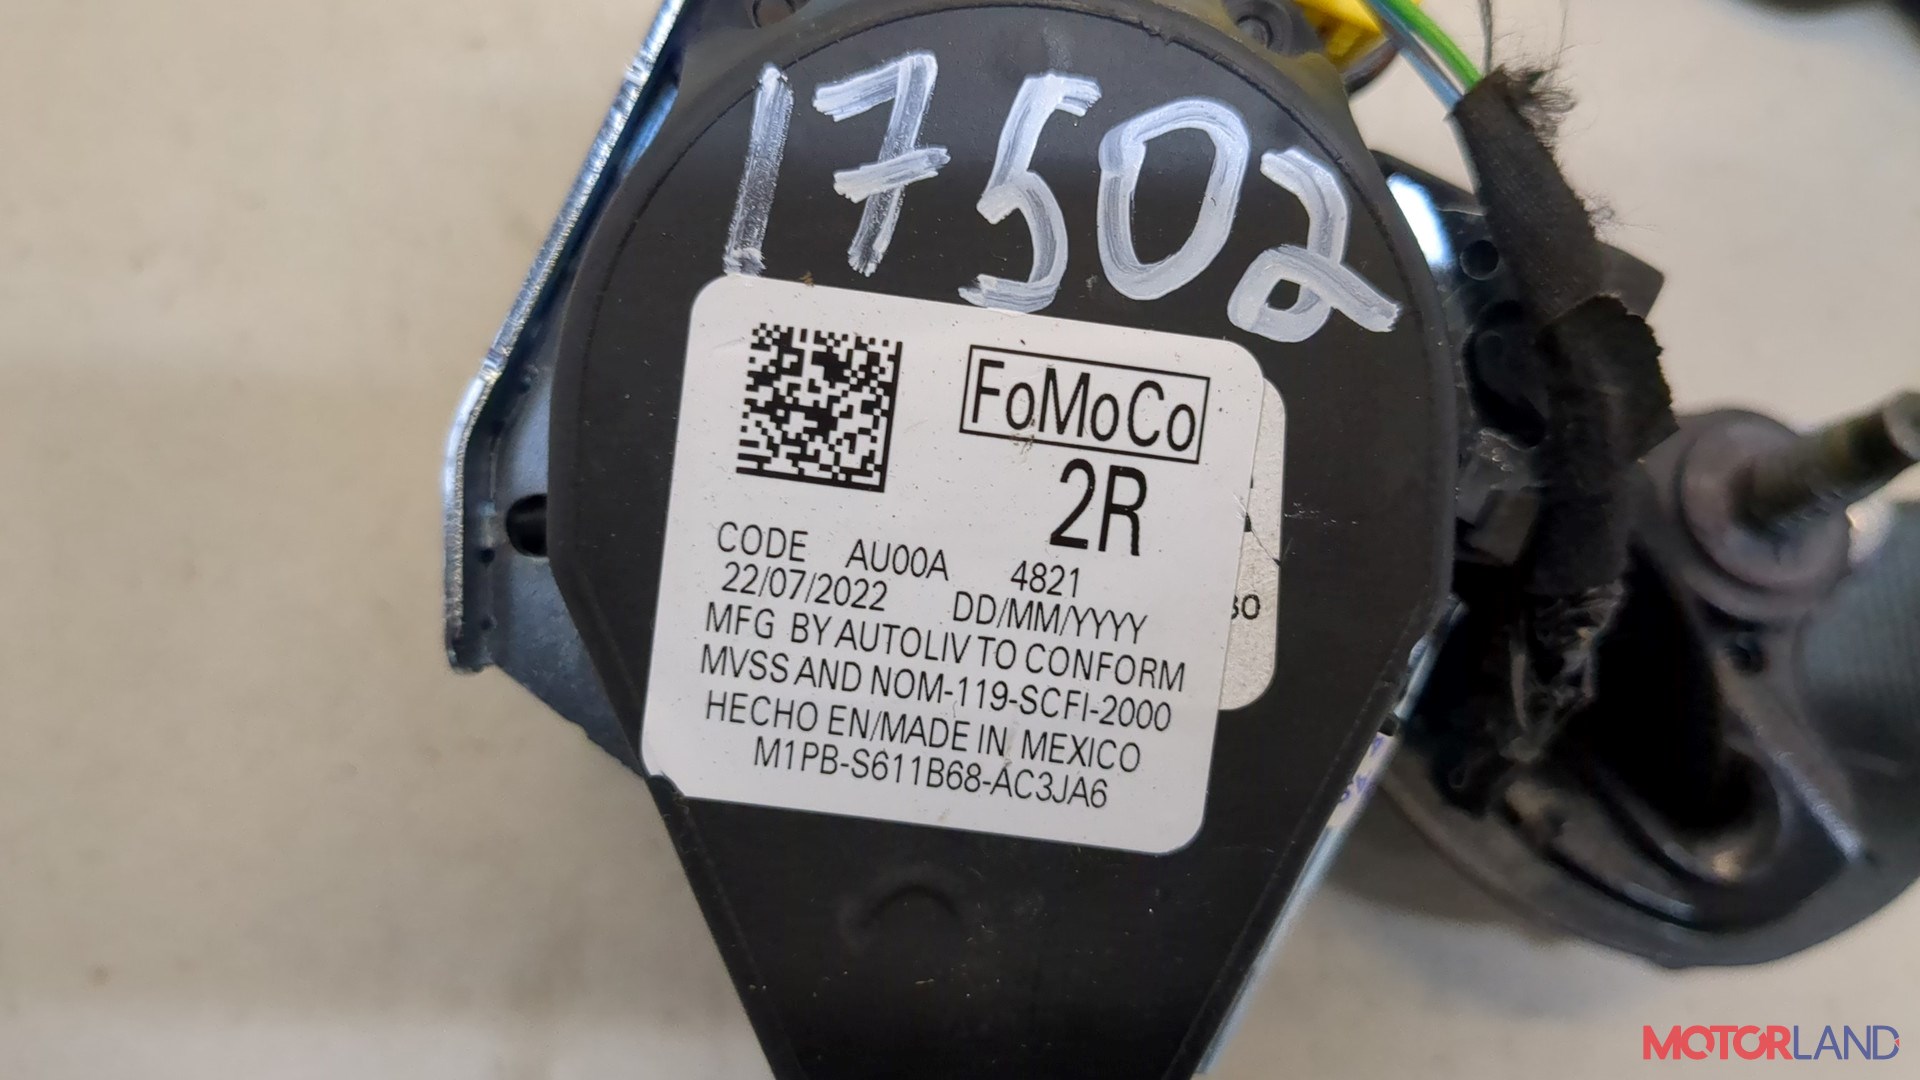 17502
FoMoCo
2R
CODE AU00A 4821
22/07/2022 DD/MM/YYYY
MFG BY AUTOLIV TO CONFORM
MVSS AND NOM-119-SCFI-2000
HECHO EN/MADE IN MEXICO
M1PB-S611B68-AC3JA6
MOTORLAND